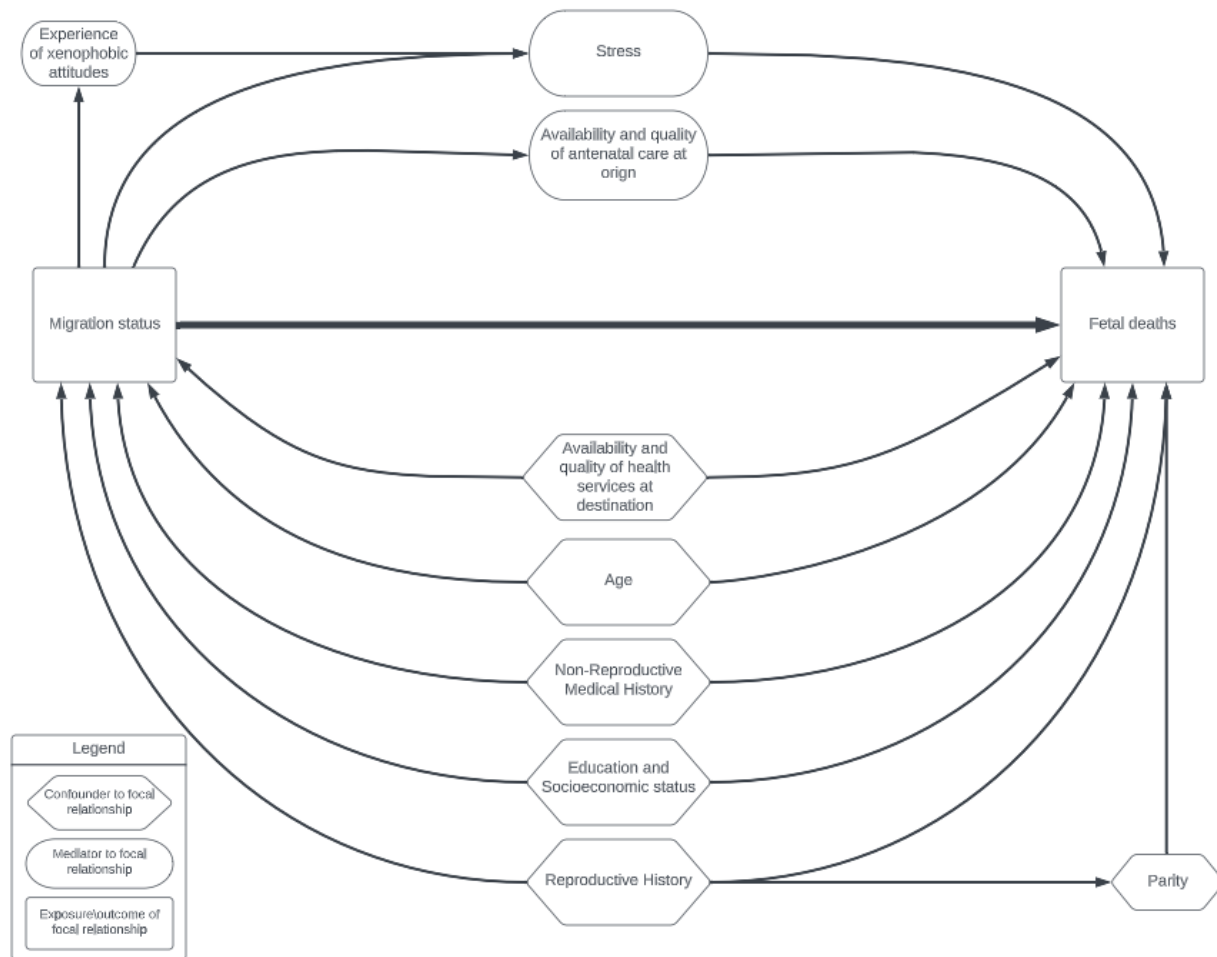 Experience
of xenophobic
attitudes
Stress
Availability and quality
of antenatal care at
orign
Migration status
Fetal deaths
Availability and
quality of health
services at
destination
Age
Non-Reproductive
Medical History
Education and
Socioeconomic status
Reproductive History
Parity
Legend
Confounder to focal
relationship
Mediator to focal
relationship
Exposure\outcome of
focal relationship